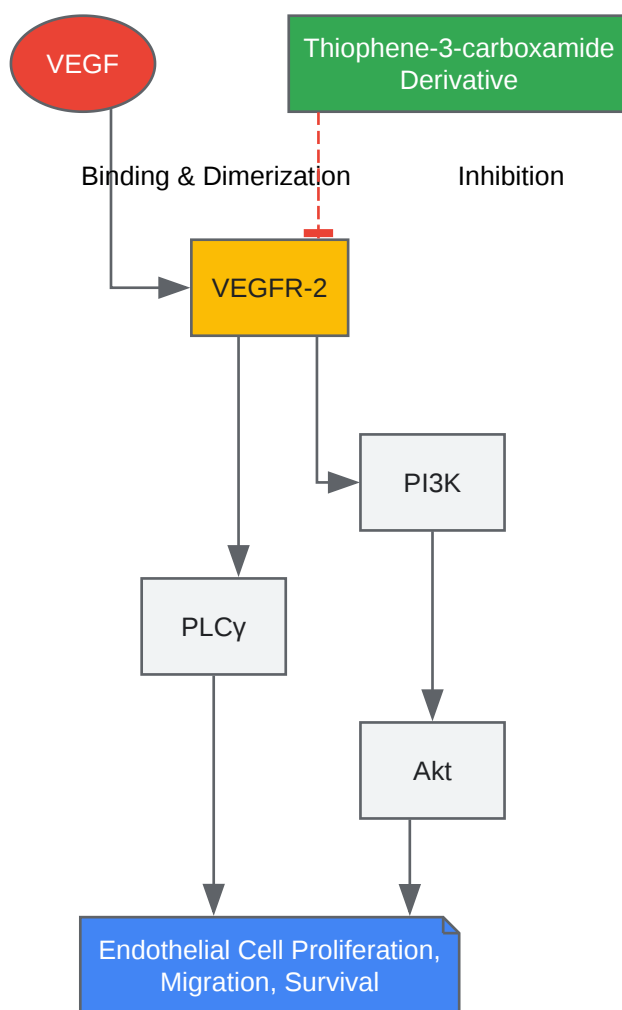 VEGF
Thiophene-3-carboxamide
Derivative
Binding & Dimerization
Inhibition
VEGFR-2
PI3K
PLCγ
Akt
Endothelial Cell Proliferation,
Migration, Survival